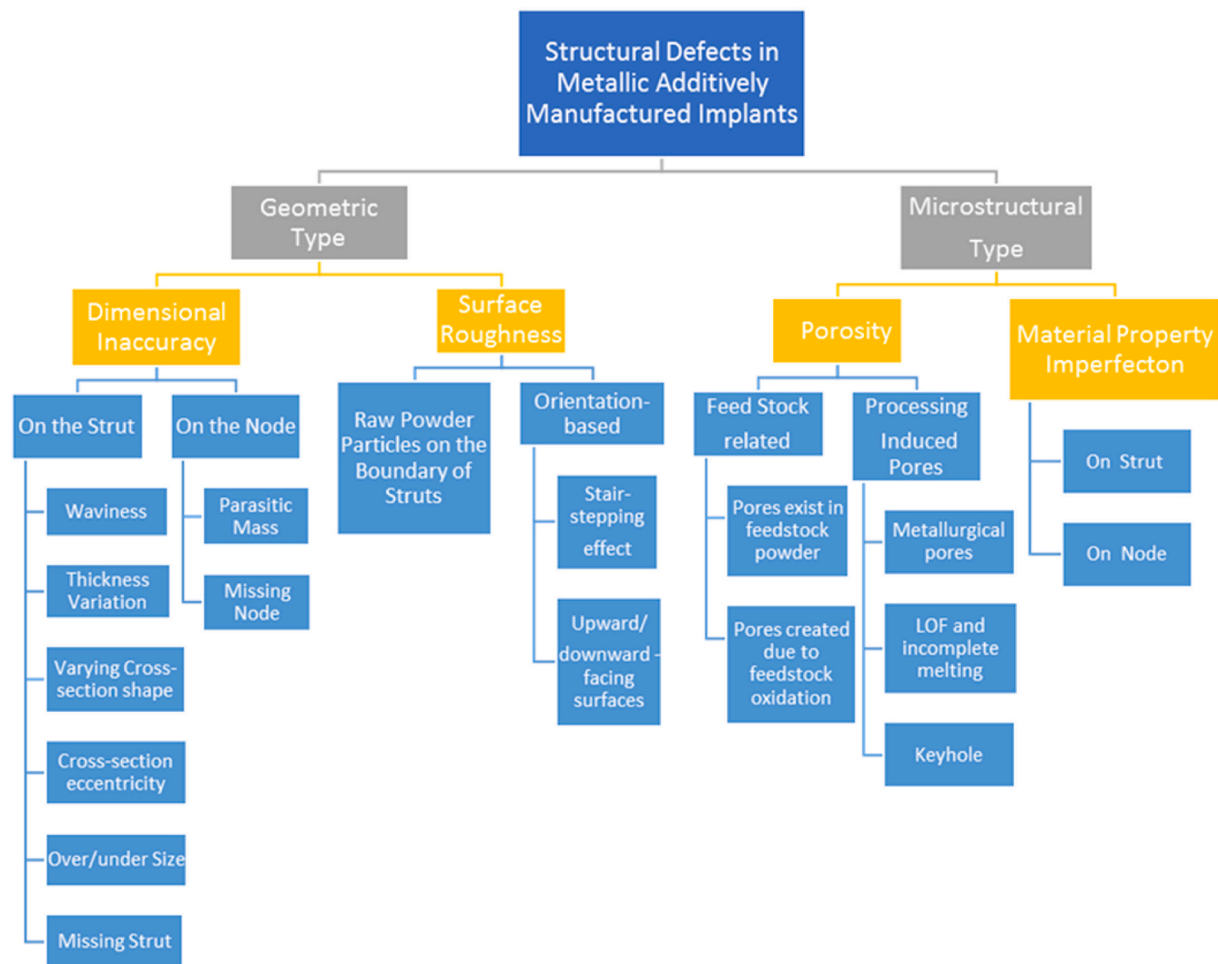 Structural Defects in
Metallic Additively
Manufactured Implants
Geometric
Type
Microstructural
Type
Dimensional
Inaccuracy
Surface
Roughness
Porosity
Material Property
Imperfecton
On the Strut
On the Node
Raw Powder
Particles on the
Boundary of
Struts
Orientation-
based
Feed Stock
related
Processing
Induced
Pores
On Strut
On Node
Waviness
Thickness
Variation
Varying Cross-
section shape
Cross-section
eccentricity
Over/under Size
Missing Strut
Parasitic
Mass
Missing
Node
Stair-
stepping
effect
Upward/
downward -
facing
surfaces
Pores exist in
feedstock
powder
Pores created
due to
feedstock
oxidation
Metallurgical
pores
LOF and
incomplete
melting
Keyhole